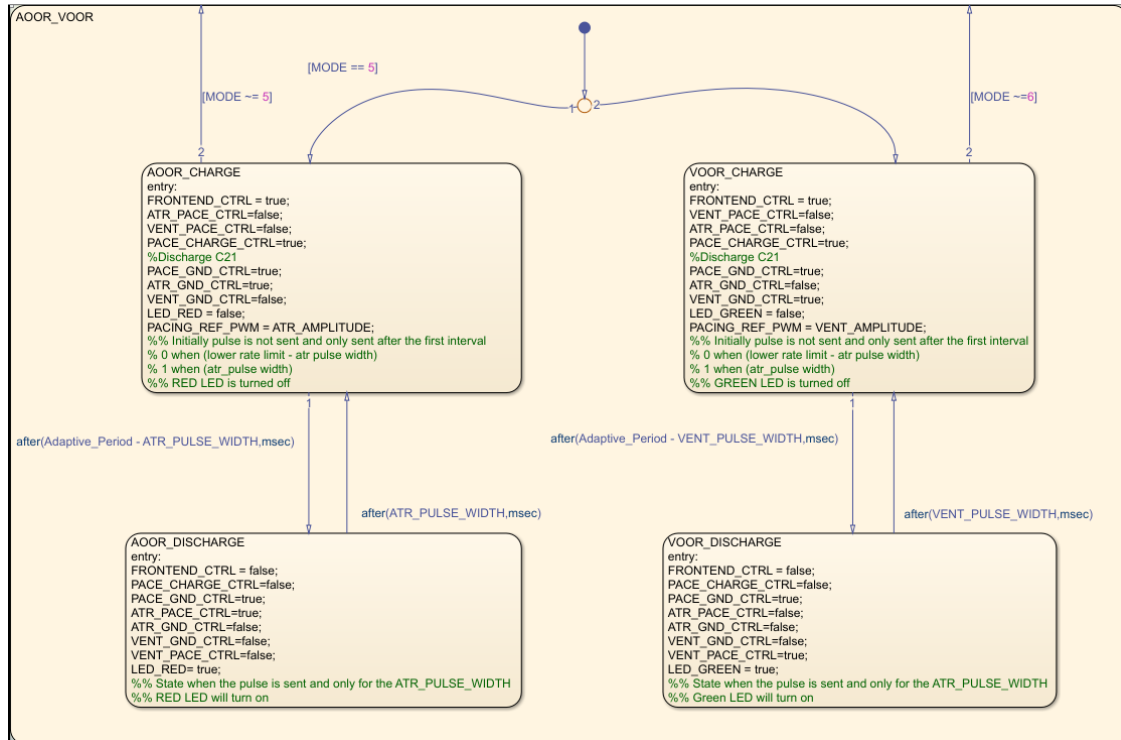 AOOR_VOOR
[MODE == 5]
[MODE ~= 5]
[MODE ~=6]
1
2
2
2
AOOR_CHARGE
entry:
FRONTEND_CTRL = true;
ATR_PACE_CTRL=false;
VENT_PACE_CTRL=false;
PACE_CHARGE_CTRL=true;
%Discharge C21
PACE_GND_CTRL=true;
ATR_GND_CTRL=true;
VENT_GND_CTRL=false;
LED_RED = false;
PACING_REF_PWM = ATR_AMPLITUDE;
%% Initially pulse is not sent and only sent after the first interval
% 0 when (lower rate limit - atr pulse width)
% 1 when (atr_pulse width)
%% RED LED is turned off
VOOR_CHARGE
entry:
FRONTEND_CTRL = true;
VENT_PACE_CTRL=false;
ATR_PACE_CTRL=false;
PACE_CHARGE_CTRL=true;
%Discharge C21
PACE_GND_CTRL=true;
ATR_GND_CTRL=false;
VENT_GND_CTRL=true;
LED_GREEN = false;
PACING_REF_PWM = VENT_AMPLITUDE;
%% Initially pulse is not sent and only sent after the first interval
% 0 when (lower rate limit - atr pulse width)
% 1 when (atr_pulse width)
%% GREEN LED is turned off
1
1
after(Adaptive_Period - ATR_PULSE_WIDTH,msec)
after(Adaptive_Period - VENT_PULSE_WIDTH,msec)
after(ATR_PULSE_WIDTH,msec)
after(VENT_PULSE_WIDTH,msec)
AOOR_DISCHARGE
entry:
FRONTEND_CTRL = false;
PACE_CHARGE_CTRL=false;
PACE_GND_CTRL=true;
ATR_PACE_CTRL=true;
ATR_GND_CTRL=false;
VENT_GND_CTRL=false;
VENT_PACE_CTRL=false;
LED_RED= true;
%% State when the pulse is sent and only for the ATR_PULSE_WIDTH
%% RED LED will turn on
VOOR_DISCHARGE
entry:
FRONTEND_CTRL = false;
PACE_CHARGE_CTRL=false;
PACE_GND_CTRL=true;
ATR_PACE_CTRL=false;
ATR_GND_CTRL=false;
VENT_GND_CTRL=false;
VENT_PACE_CTRL=true;
LED_GREEN = true;
%% State when the pulse is sent and only for the ATR_PULSE_WIDTH
%% Green LED will turn on